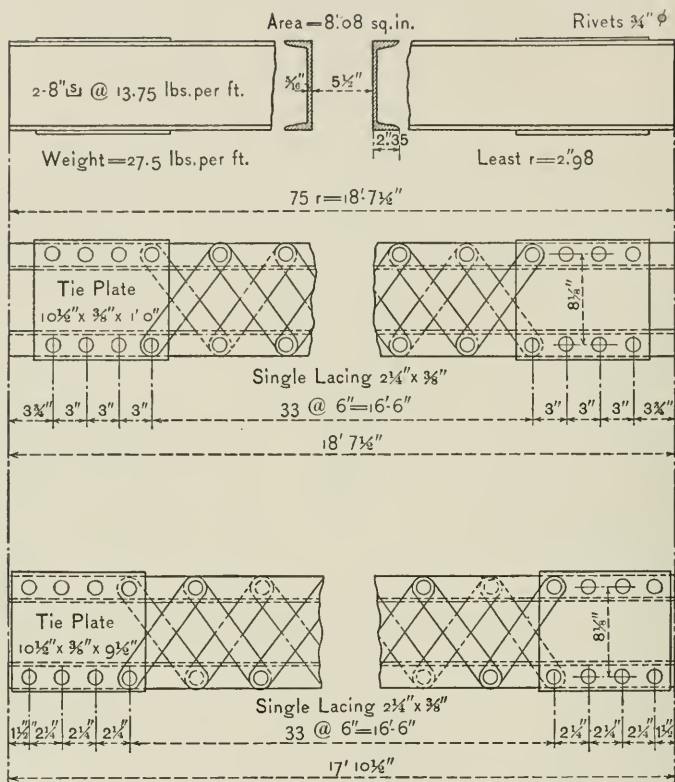 Area = 8".08 sq.in.
Rivets ¾" ϕ
2-8" [s] @ 13.75 lbs. per ft.
5/16"
5½"
2".35
Weight = 27.5 lbs. per ft.
Least r = 2".98
75 r = 18'-7½"
Tie Plate
10½" x ⅜" x 1' 0"
8⅛"
Single Lacing 2¼" x ⅜"
3¾" 3" 3" 3" 33 @ 6" = 16'-6" 3" 3" 3" 3¾"
18' 7½"
Tie Plate
10½" x ⅜" x 9½"
8⅛"
Single Lacing 2¼" x ⅜"
1½" 2¼" 2¼" 2¼" 33 @ 6" = 16'-6" 2¼" 2¼" 2¼" 1½"
17' 10½"